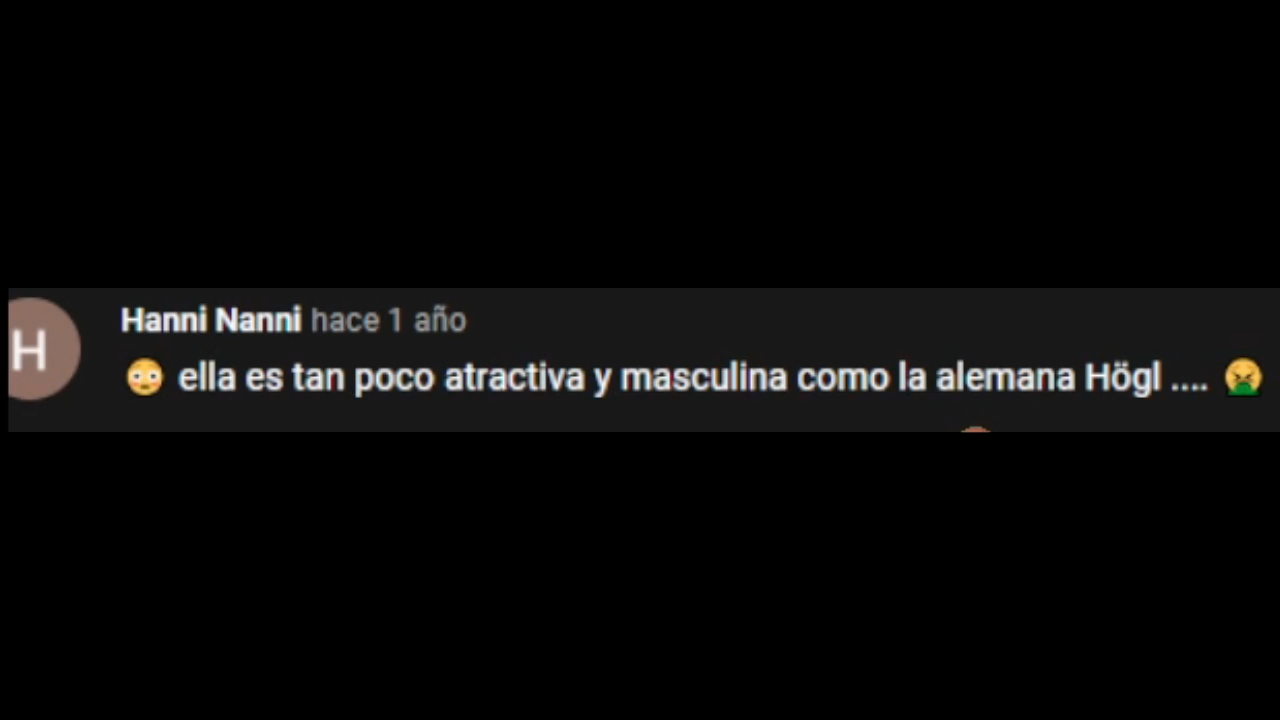 H
Hanni Nanni hace 1 año
😳 ella es tan poco atractiva y masculina como la alemana Högl .... 🤮